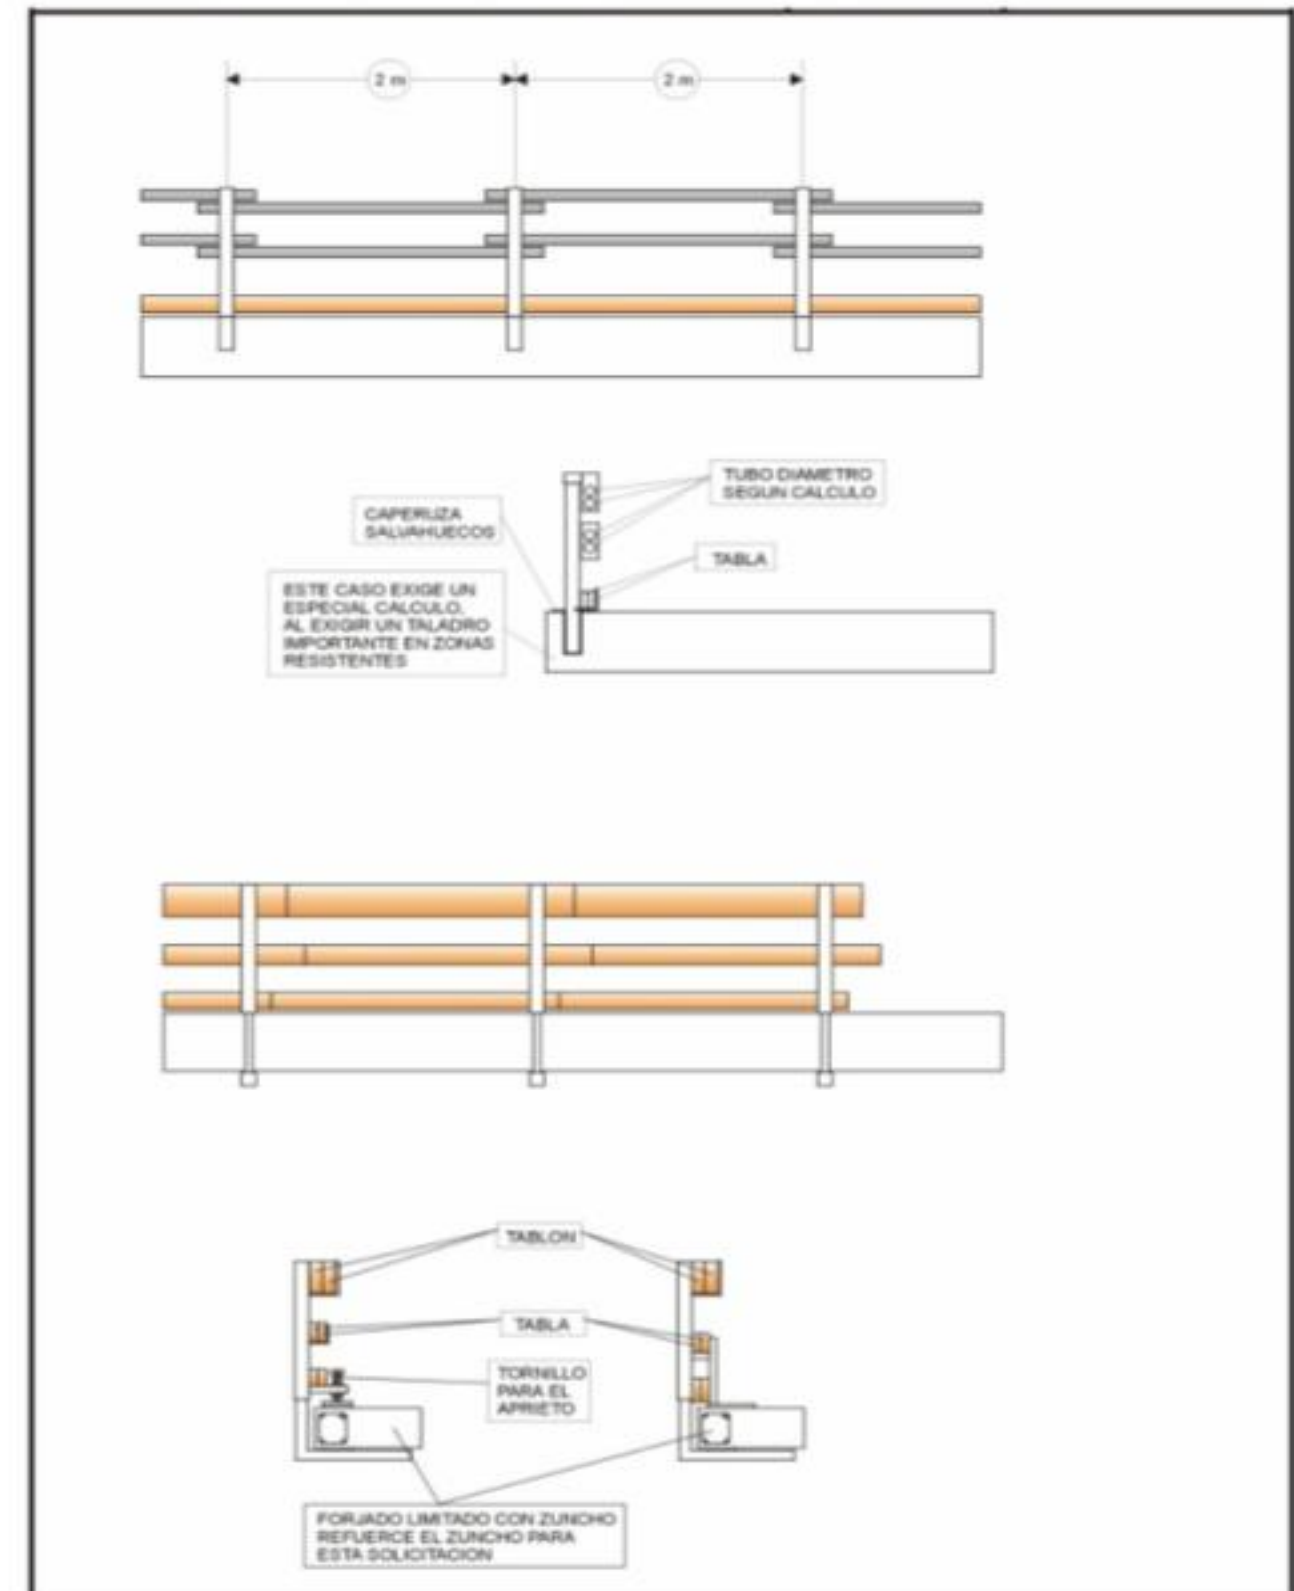 2 m
2 m
TUBO DIAMETRO
SEGUN CALCULO
CAPERUZA
SALVAHUECOS
TABLA
ESTE CASO EXIGE UN
ESPECIAL CALCULO,
AL EXIGIR UN TALADRO
IMPORTANTE EN ZONAS
RESISTENTES
TABLON
TABLA
TORNILLO
PARA EL
APRIETO
FORJADO LIMITADO CON ZUNCHO
REFUERCE EL ZUNCHO PARA
ESTA SOLICITACION